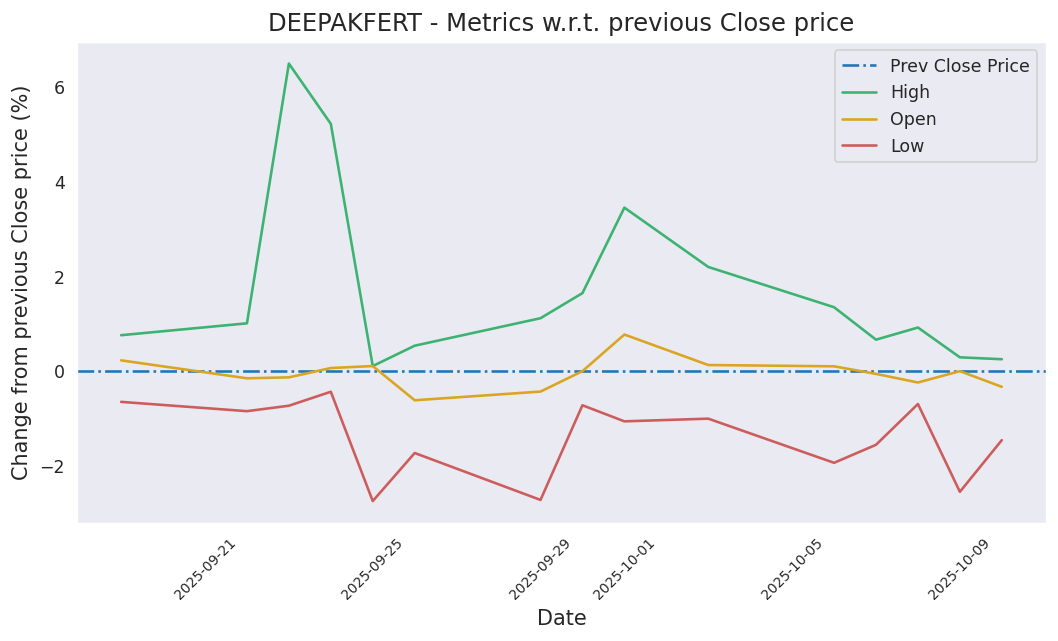 DEEPAKFERT - Metrics w.r.t. previous Close price
Change from previous Close price (%)
Prev Close Price
High
Open
Low
6
4
2
0
−2
2025-09-21
2025-09-25
2025-09-29
2025-10-01
2025-10-05
2025-10-09
Date